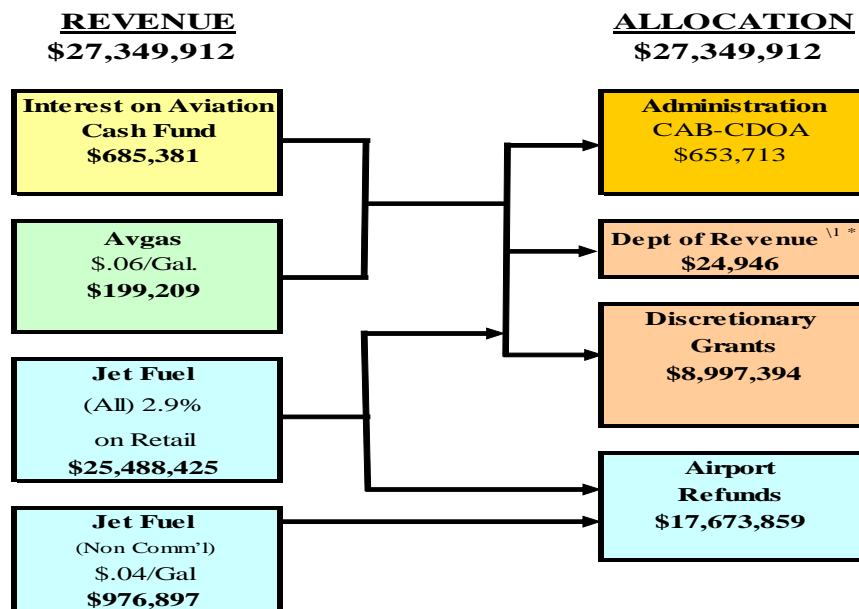 REVENUE
$27,349,912
Interest on Aviation
Cash Fund
$685,381
Avgas
$.06/Gal.
$199,209
Jet Fuel
(All) 2.9%
on Retail
$25,488,425
Jet Fuel
(Non Comm'l)
$.04/Gal
$976,897
ALLOCATION
$27,349,912
Administration
CAB-CDOA
$653,713
Dept of Revenue \1 *
$24,946
Discretionary
Grants
$8,997,394
Airport
Refunds
$17,673,859